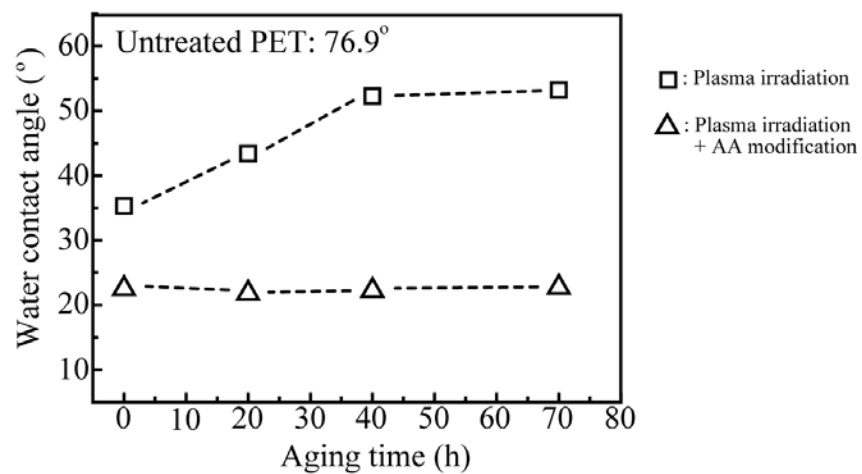 Untreated PET: 76.9°
Water contact angle (°)
60
50
40
30
20
10
0 10 20 30 40 50 60 70 80
Aging time (h)
: Plasma irradiation
: Plasma irradiation
+ AA modification